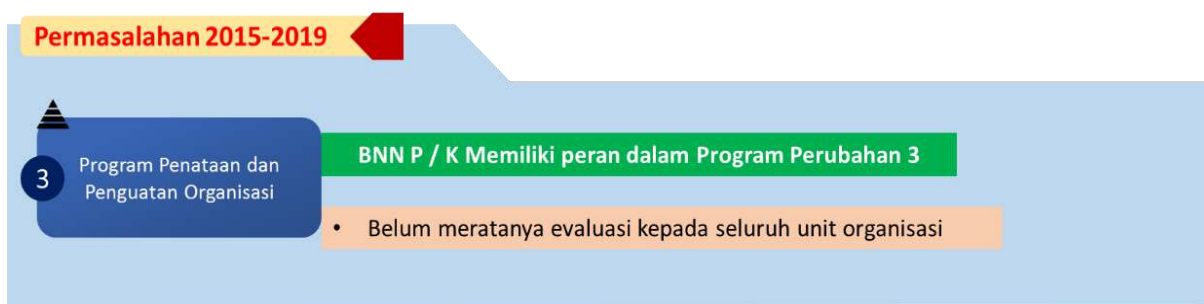 Permasalahan 2015-2019
3
Program Penataan dan
Penguatan Organisasi
BNN P / K Memiliki peran dalam Program Perubahan 3
• Belum meratanya evaluasi kepada seluruh unit organisasi